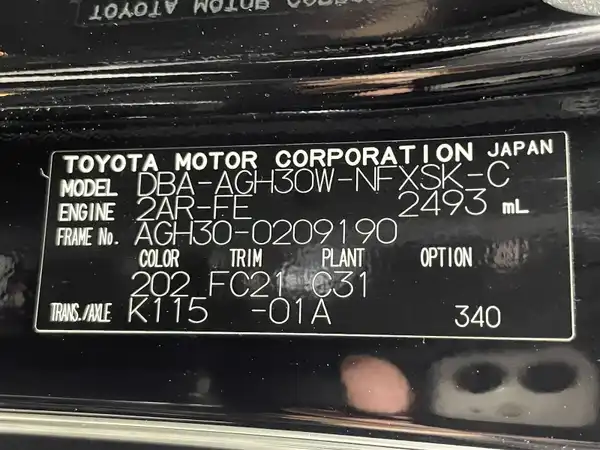 TOYOTA MOTOR CORPORATION JAPAN
MODEL DBA-AGH30W-NFXSK-C
ENGINE 2AR-FE 2493 mL
FRAME No. AGH30-0209190
COLOR TRIM PLANT OPTION
202 FC21 C31
TRANS./AXLE K115 -01A 340